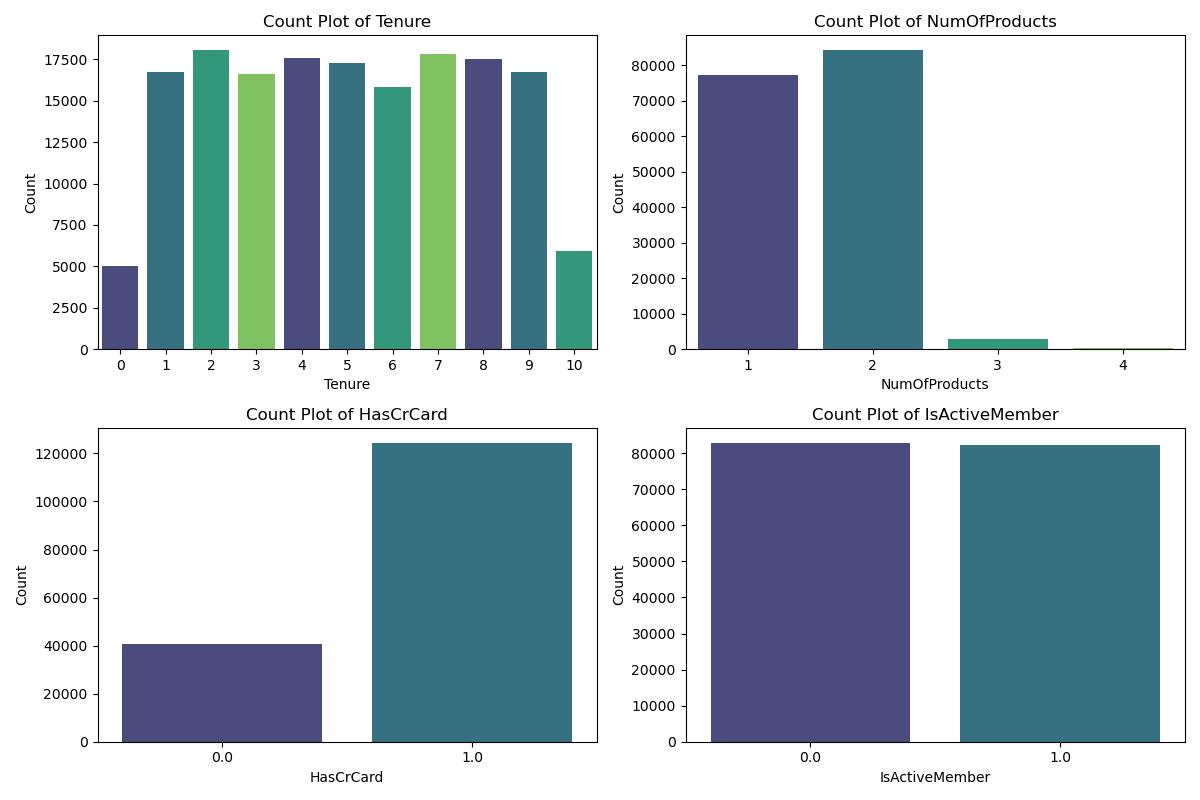 Count Plot of Tenure
Count
17500
15000
12500
10000
7500
5000
2500
0
0 1 2 3 4 5 6 7 8 9 10
Tenure
Count Plot of NumOfProducts
Count
80000
70000
60000
50000
40000
30000
20000
10000
0
1 2 3 4
NumOfProducts
Count Plot of HasCrCard
Count
120000
100000
80000
60000
40000
20000
0
0.0 1.0
HasCrCard
Count Plot of IsActiveMember
Count
80000
70000
60000
50000
40000
30000
20000
10000
0
0.0 1.0
IsActiveMember